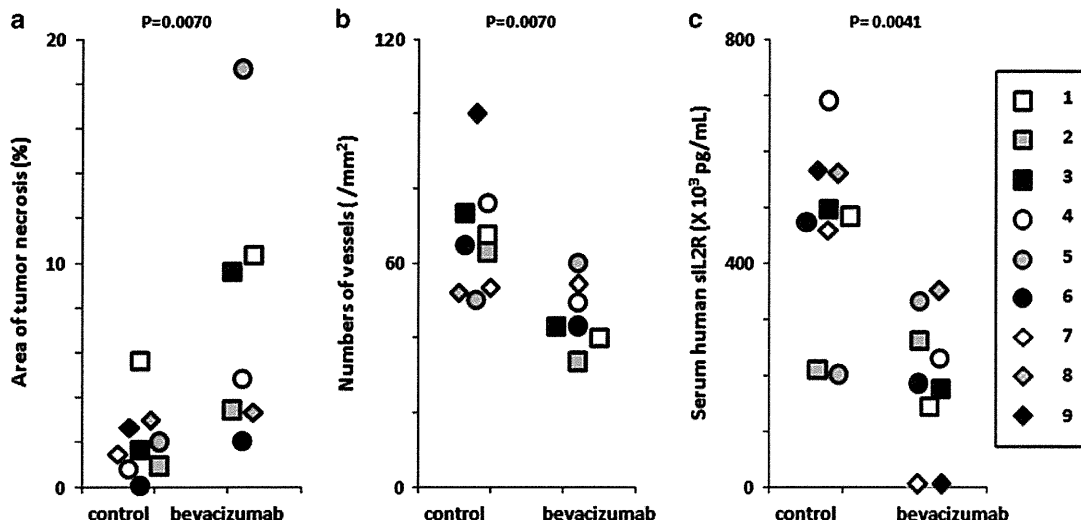 a
P=0.0070
20
10
0
Area of tumor necrosis (%)
control
bevacizumab
b
P=0.0070
120
60
0
Numbers of vessels ( /mm²)
control
bevacizumab
c
P= 0.0041
800
400
0
Serum human sIL2R (X 10³ pg/mL)
control
bevacizumab
1
2
3
4
5
6
7
8
9